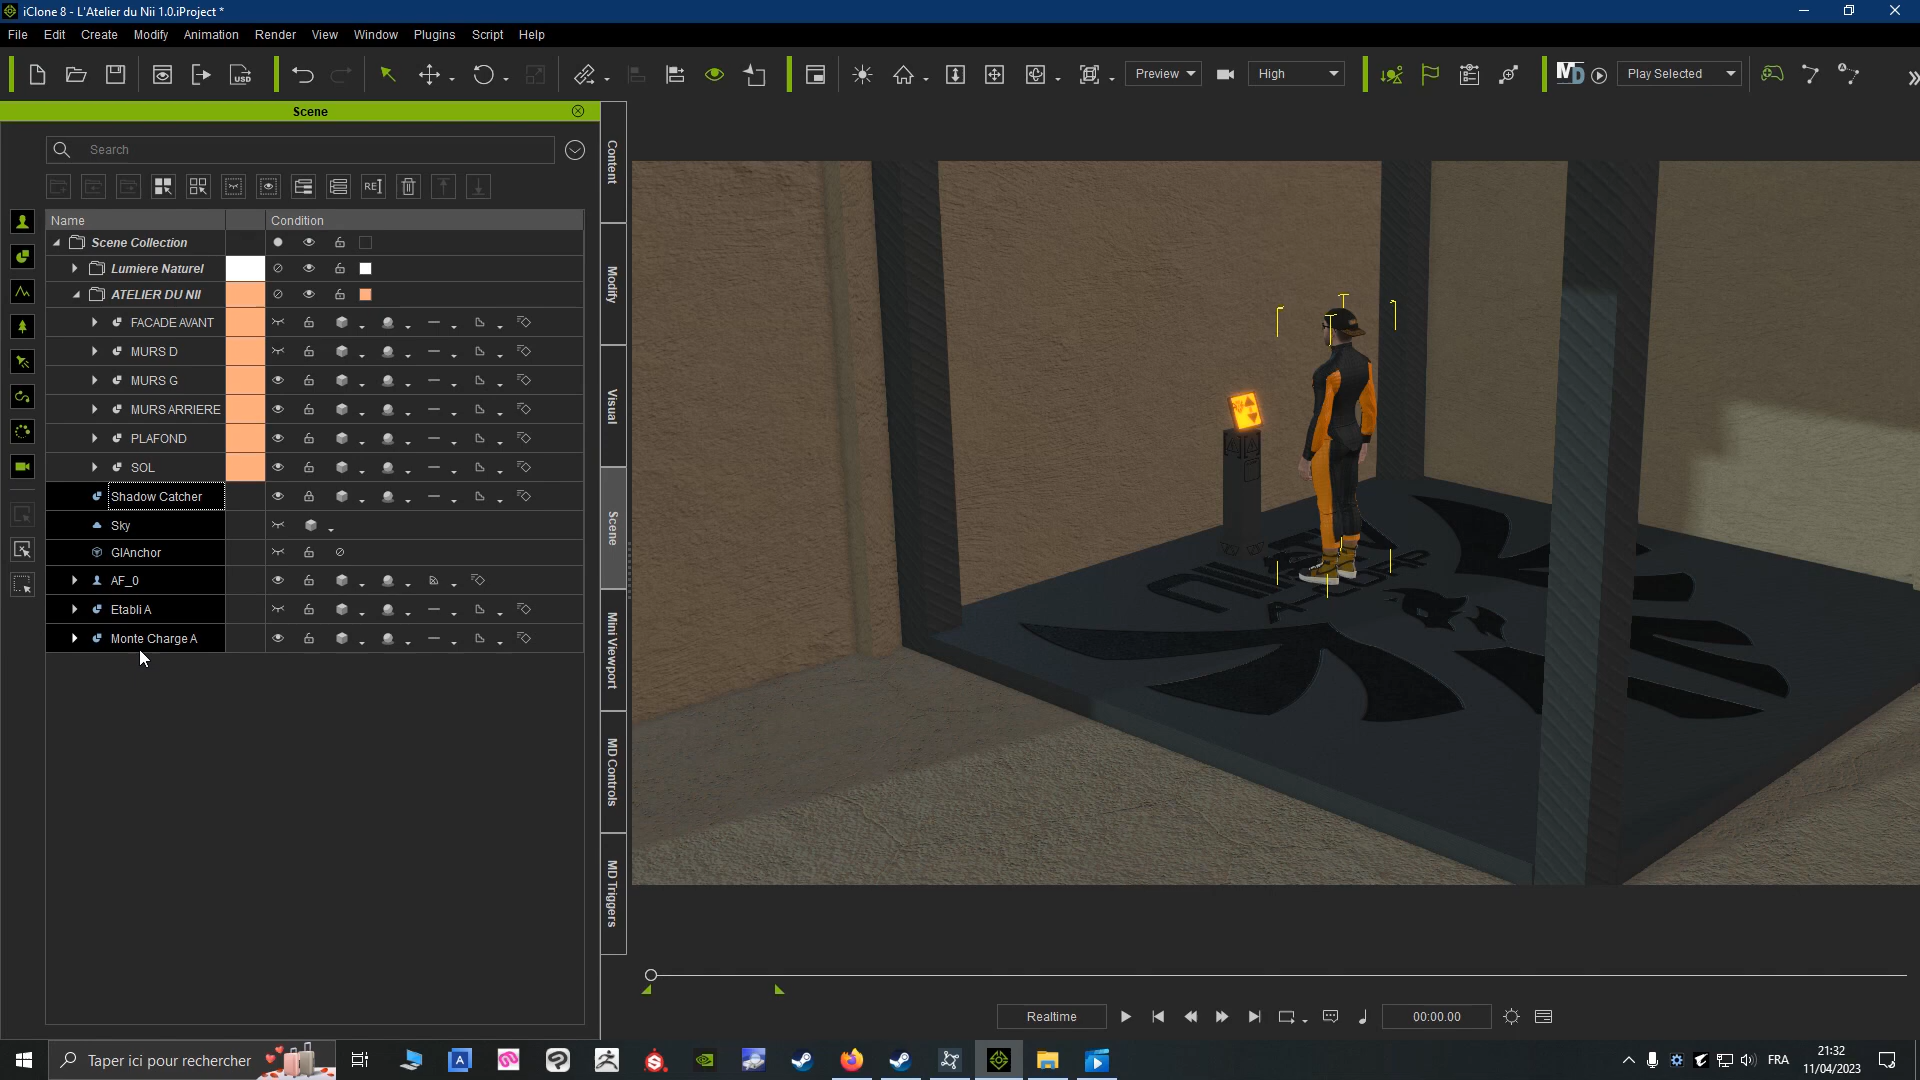 iClone 8 - L'Atelier du Nii 1.0.iProject *
File Edit Create Modify Animation Render View Window Plugins Script Help
USD Preview High MD Play Selected
Scene
Search
RE
Name Condition
Scene Collection
Lumiere Naturel
ATELIER DU NII
FACADE AVANT
MURS D
MURS G
MURS ARRIERE
PLAFOND
SOL
Shadow Catcher
Sky
GIAnchor
AF_0
Etabli A
Monte Charge A
Content
Modify
Visual
Scene
Mini Viewport
MD Controls
MD Triggers
Realtime 00:00.00
Taper ici pour rechercher
FRA
21:32
11/04/2023